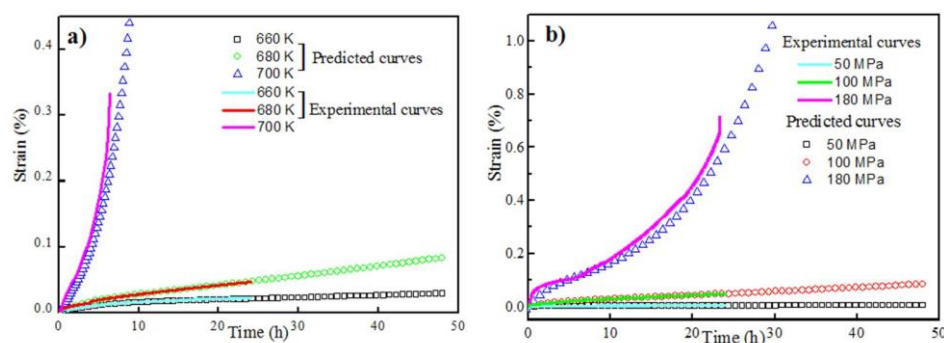 a)
660 K
680 K
700 K
Predicted curves
660 K
680 K
700 K
Experimental curves
Strain (%)
0.4
0.3
0.2
0.1
0.0
0
10
20
30
40
50
Time (h)
b)
Experimental curves
50 MPa
100 MPa
180 MPa
Predicted curves
50 MPa
100 MPa
180 MPa
Strain (%)
1.0
0.8
0.6
0.4
0.2
0.0
0
10
20
30
40
50
Time (h)